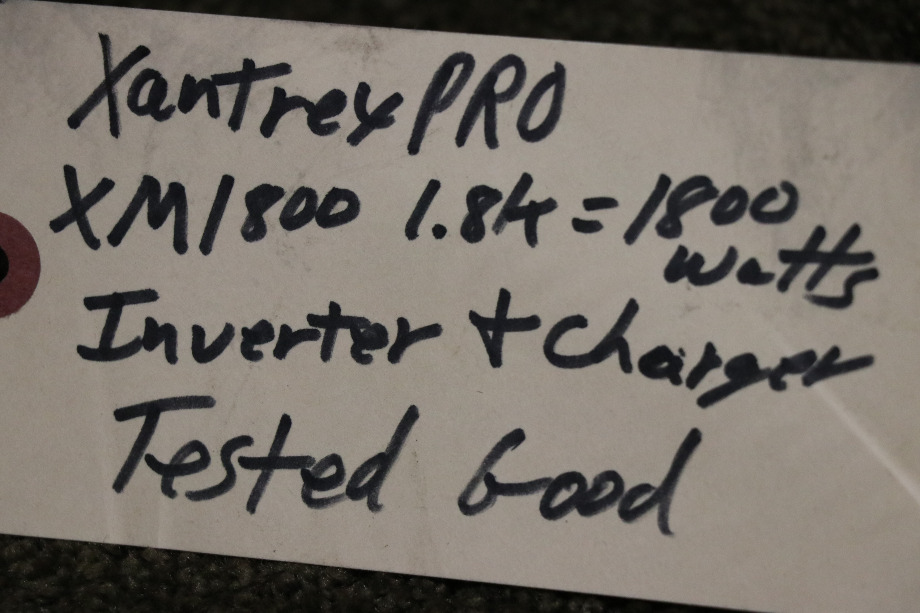 Xantrex PRO
XM1800 1.8k = 1800
watts
Inverter + Charger
Tested Good